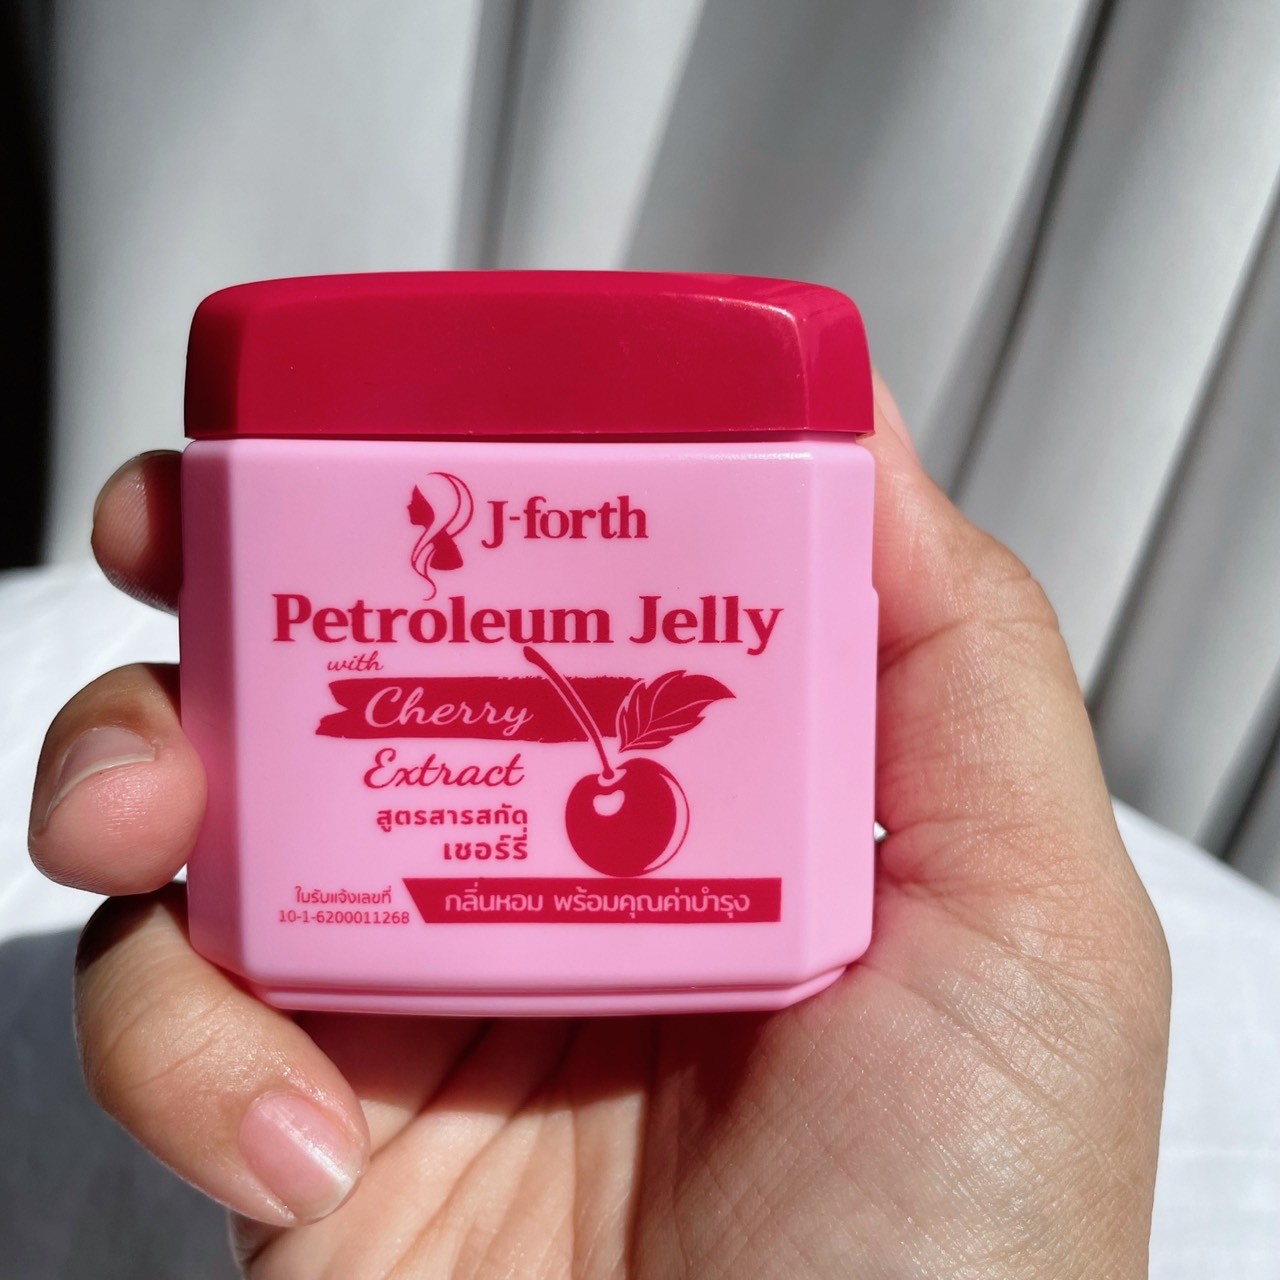 J-forth
Petroleum Jelly
with
Cherry
Extract
สูตรสารสกัด
เชอร์รี่
ใบรับแจ้งเลขที่
10-1-6200011268
กลิ่นหอม พร้อมคุณค่าบำรุง